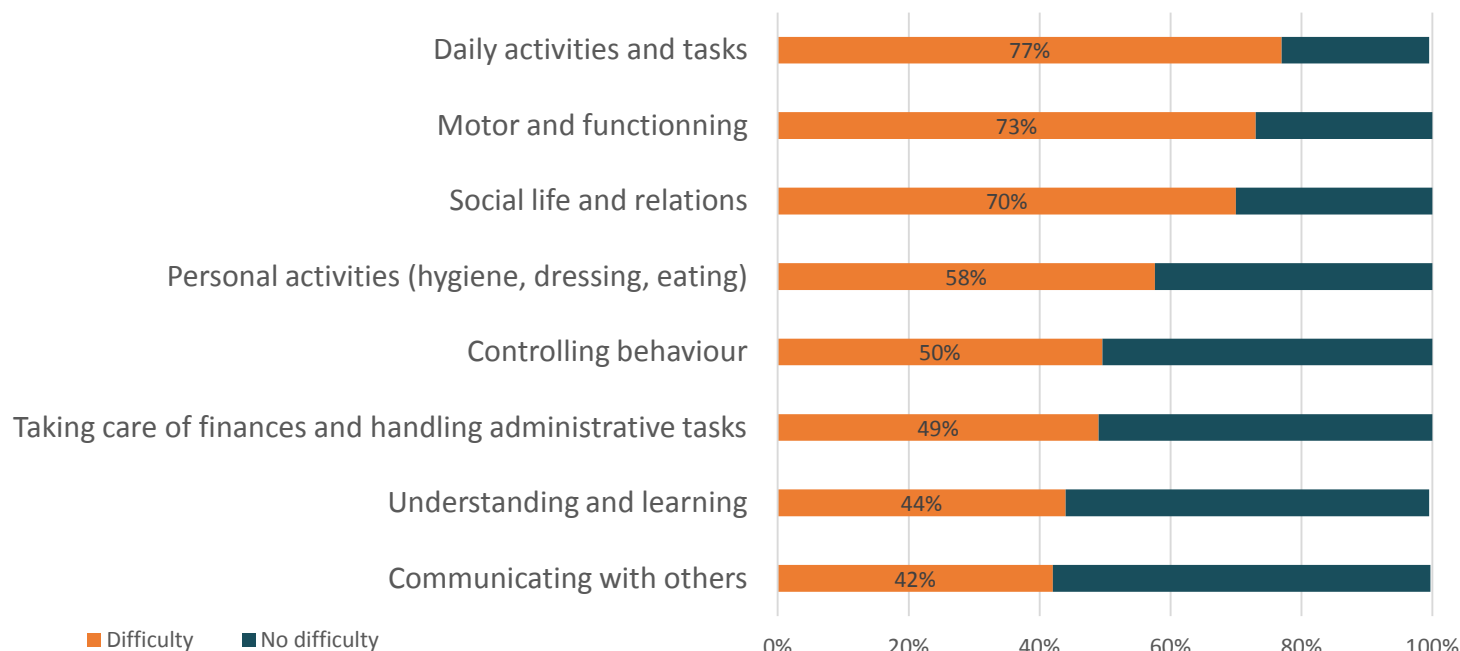 Daily activities and tasks 77%
Motor and functionning 73%
Social life and relations 70%
Personal activities (hygiene, dressing, eating) 58%
Controlling behaviour 50%
Taking care of finances and handling administrative tasks 49%
Understanding and learning 44%
Communicating with others 42%
Difficulty No difficulty 0% 20% 40% 60% 80% 100%